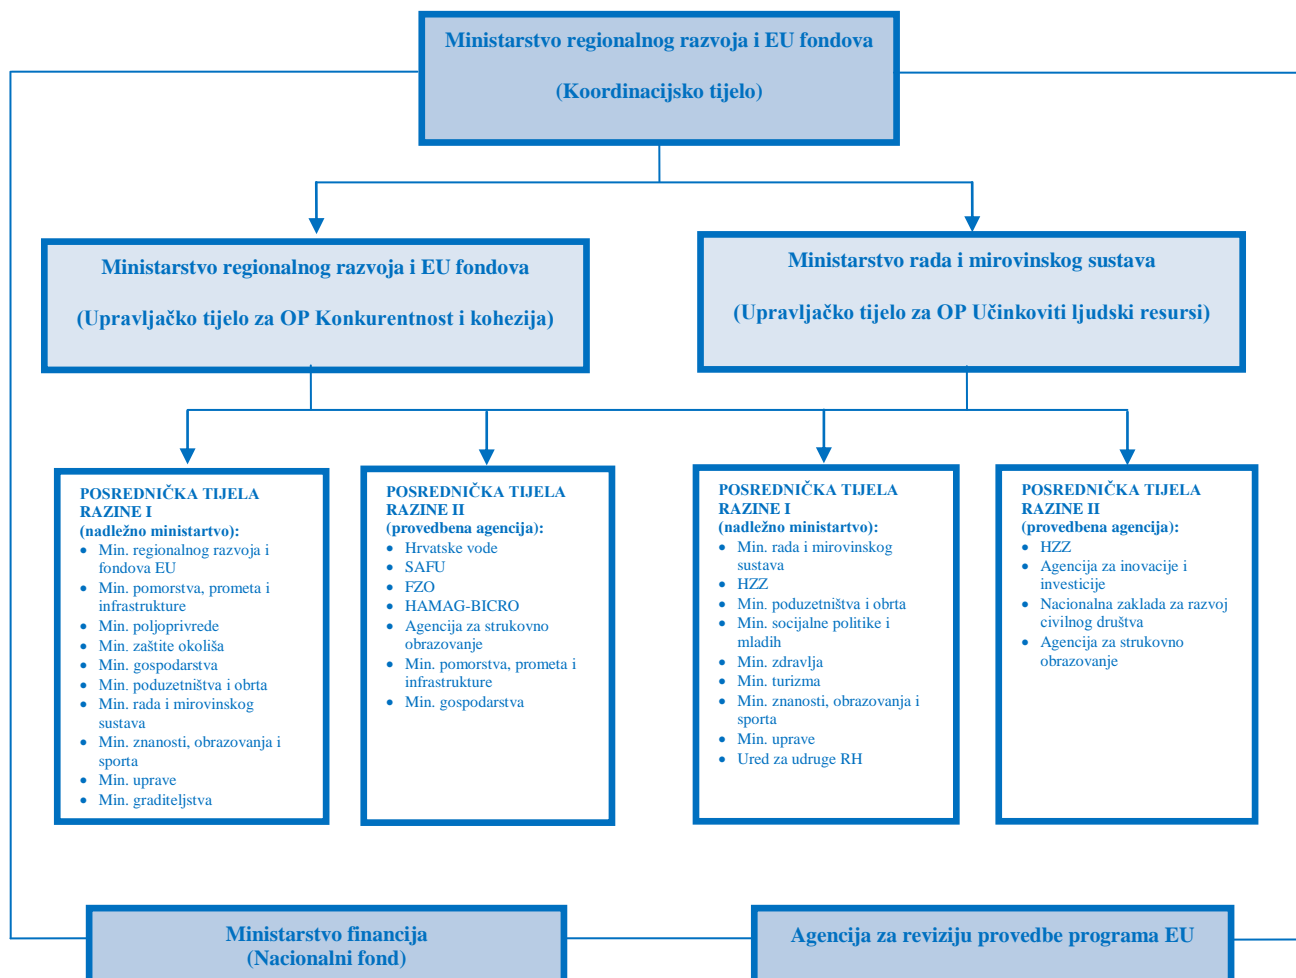 Ministarstvo regionalnog razvoja i EU fondova
(Koordinacijsko tijelo)
Ministarstvo regionalnog razvoja i EU fondova
(Upravljačko tijelo za OP Konkurentnost i kohezija)
Ministarstvo rada i mirovinskog sustava
(Upravljačko tijelo za OP Učinkoviti ljudski resursi)
POSREDNIČKA TIJELA
RAZINE I
(nadležno ministartvo):
• Min. regionalnog razvoja i
fondova EU
• Min. pomorstva, prometa i
infrastrukture
• Min. poljoprivrede
• Min. zaštite okoliša
• Min. gospodarstva
• Min. poduzetništva i obrta
• Min. rada i mirovinskog
sustava
• Min. znanosti, obrazovanja i
sporta
• Min. uprave
• Min. graditeljstva
POSREDNIČKA TIJELA
RAZINE II
(provedbena agencija):
• Hrvatske vode
• SAFU
• FZO
• HAMAG-BICRO
• Agencija za strukovno
obrazovanje
• Min. pomorstva, prometa i
infrastrukture
• Min. gospodarstva
POSREDNIČKA TIJELA
RAZINE I
(nadležno ministartvo):
• Min. rada i mirovinskog
sustava
• HZZ
• Min. poduzetništva i obrta
• Min. socijalne politike i
mladih
• Min. zdravlja
• Min. turizma
• Min. znanosti, obrazovanja i
sporta
• Min. uprave
• Ured za udruge RH
POSREDNIČKA TIJELA
RAZINE II
(provedbena agencija):
• HZZ
• Agencija za inovacije i
investicije
• Nacionalna zaklada za razvoj
civilnog društva
• Agencija za strukovno
obrazovanje
Ministarstvo financija
(Nacionalni fond)
Agencija za reviziju provedbe programa EU